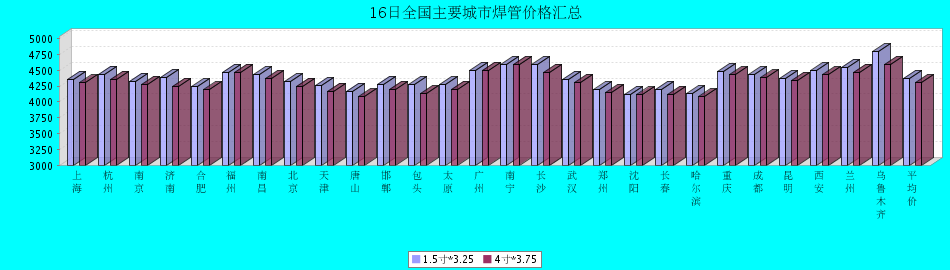 16日全国主要城市焊管价格汇总
5000
4750
4500
4250
4000
3750
3500
3250
3000
上海
杭州
南京
济南
合肥
福州
南昌
北京
天津
唐山
邯郸
包头
太原
广州
南宁
长沙
武汉
郑州
沈阳
长春
哈尔滨
重庆
成都
昆明
西安
兰州
乌鲁木齐
平均价
1.5寸*3.25
4寸*3.75